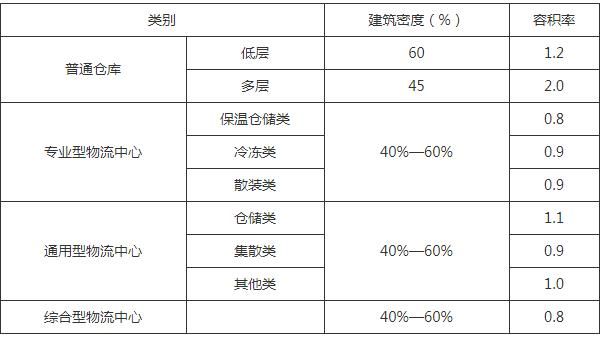 类别 建筑密度（%） 容积率
普通仓库 低层 60 1.2
多层 45 2.0
专业型物流中心 保温仓储类 40%—60% 0.8
冷冻类 0.9
散装类 0.9
通用型物流中心 仓储类 40%—60% 1.1
集散类 0.9
其他类 1.0
综合型物流中心 40%—60% 0.8